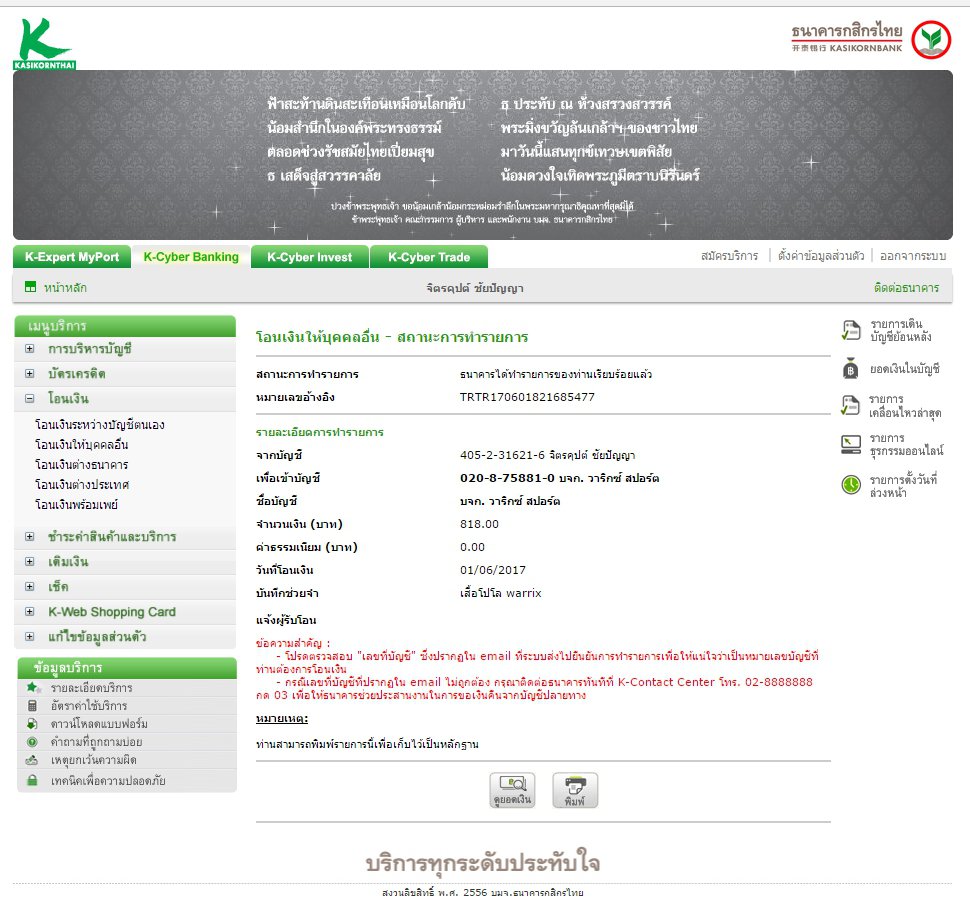 KASIKORNTHAI
ธนาคารกสิกรไทย
开泰银行 KASIKORNBANK
ฟ้าสะท้านดินสะเทือนเหมือนโลกดับ
ธ ประทับ ณ ห้วงสรวงสวรรค์
น้อมสำนึกในองค์พระทรงธรรม์
พระมิ่งขวัญล้นเกล้าฯ ของชาวไทย
ตลอดช่วงรัชสมัยไทยเปี่ยมสุข
มาวันนี้แสนทุกข์เทวษเขตพิสัย
ธ เสด็จสู่สวรรคาลัย
น้อมดวงใจเทิดพระภูมีตราบนิรันดร์
ปวงข้าพระพุทธเจ้า ขอน้อมเกล้าน้อมกระหม่อมรำลึกในพระมหากรุณาธิคุณหาที่สุดมิได้
ข้าพระพุทธเจ้า คณะกรรมการ ผู้บริหาร และพนักงาน บมจ. ธนาคารกสิกรไทย
K-Expert MyPort
K-Cyber Banking
K-Cyber Invest
K-Cyber Trade
สมัครบริการ
ตั้งค่าข้อมูลส่วนตัว
ออกจากระบบ
หน้าหลัก
จิตรคุปต์ ชัยปัญญา
ติดต่อธนาคาร
เมนูบริการ
การบริหารบัญชี
บัตรเครดิต
โอนเงิน
โอนเงินระหว่างบัญชีตนเอง
โอนเงินให้บุคคลอื่น
โอนเงินต่างธนาคาร
โอนเงินต่างประเทศ
โอนเงินพร้อมเพย์
ชำระค่าสินค้าและบริการ
เติมเงิน
เช็ค
K-Web Shopping Card
แก้ไขข้อมูลส่วนตัว
ข้อมูลบริการ
รายละเอียดบริการ
อัตราค่าใช้บริการ
ดาวน์โหลดแบบฟอร์ม
คำถามที่ถูกถามบ่อย
เหตุยกเว้นความผิด
เทคนิคเพื่อความปลอดภัย
โอนเงินให้บุคคลอื่น - สถานะการทำรายการ
สถานะการทำรายการ ธนาคารได้ทำรายการของท่านเรียบร้อยแล้ว
หมายเลขอ้างอิง TRTR170601821685477
รายละเอียดการทำรายการ
จากบัญชี 405-2-31621-6 จิตรคุปต์ ชัยปัญญา
เพื่อเข้าบัญชี 020-8-75881-0 บจก. วาริกซ์ สปอร์ต
ชื่อบัญชี บจก. วาริกซ์ สปอร์ต
จำนวนเงิน (บาท) 818.00
ค่าธรรมเนียม (บาท) 0.00
วันที่โอนเงิน 01/06/2017
บันทึกช่วยจำ เสื้อโปโล warrix
แจ้งผู้รับโอน
ข้อความสำคัญ :
- โปรดตรวจสอบ "เลขที่บัญชี" ซึ่งปรากฏใน email ที่ระบบส่งไปยืนยันการทำรายการเพื่อให้แน่ใจว่าเป็นหมายเลขบัญชีที่
ท่านต้องการโอนเงิน
- กรณีเลขที่บัญชีที่ปรากฏใน email ไม่ถูกต้อง กรุณาติดต่อธนาคารทันทีที่ K-Contact Center โทร. 02-8888888
กด 03 เพื่อให้ธนาคารช่วยประสานงานในการขอเงินคืนจากบัญชีปลายทาง
หมายเหตุ:
ท่านสามารถพิมพ์รายการนี้เพื่อเก็บไว้เป็นหลักฐาน
ดูยอดเงิน
พิมพ์
รายการเดิน
บัญชีย้อนหลัง
ยอดเงินในบัญชี
รายการ
เคลื่อนไหวล่าสุด
รายการ
ธุรกรรมออนไลน์
รายการตั้งวันที่
ล่วงหน้า
บริการทุกระดับประทับใจ
สงวนลิขสิทธิ์ พ.ศ. 2556 บมจ.ธนาคารกสิกรไทย